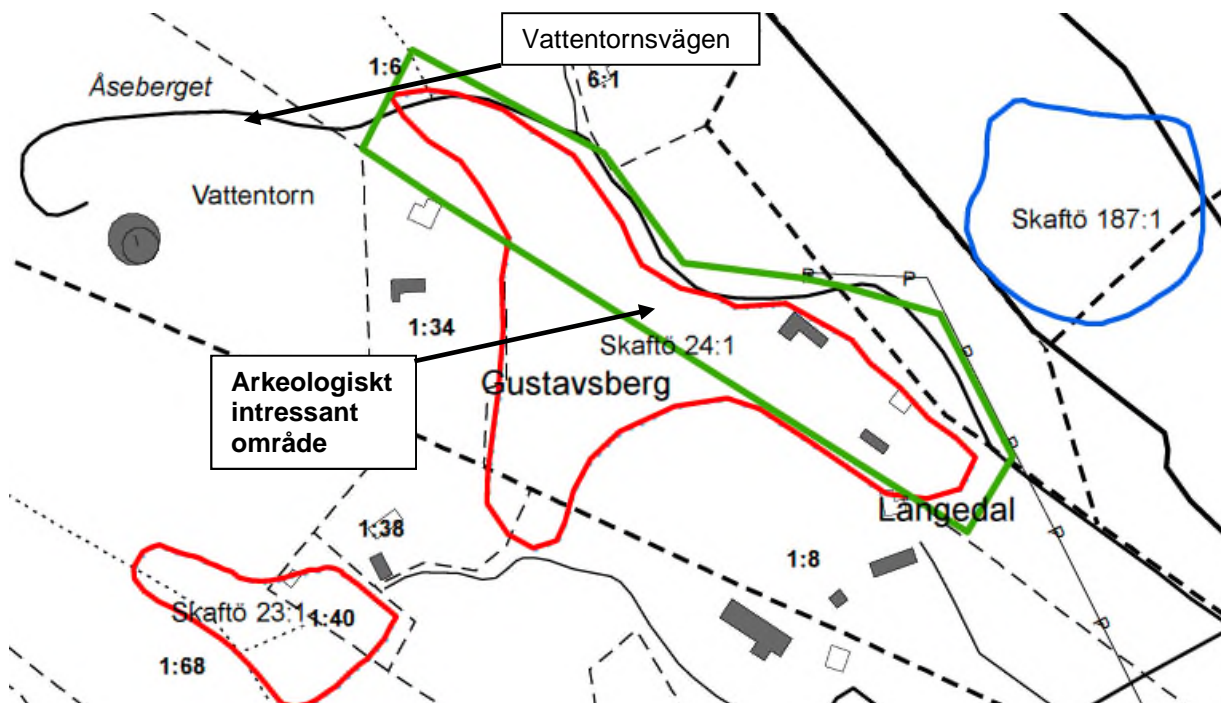 Vattentornsvägen
1:6
6:1
Åseberget
Vattentorn
Skaftö 187:1
P
P
P
1:34
Skaftö 24:1
Arkeologiskt
intressant
område
Gustavsberg
P
Långedal
1:38
1:8
P
Skaftö 23:1
1:40
P
1:68